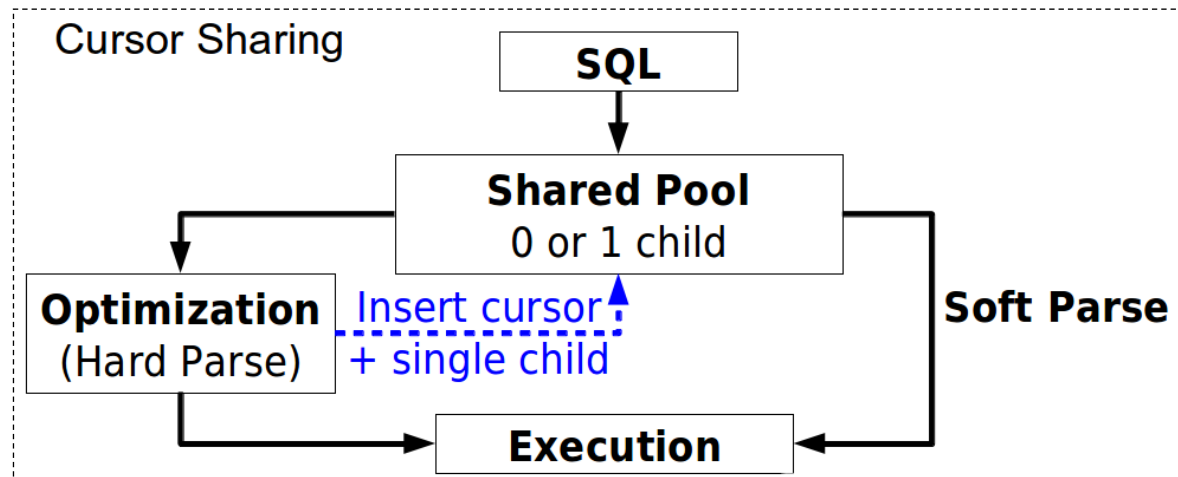 Cursor Sharing
SQL
Shared Pool
0 or 1 child
Optimization
(Hard Parse)
Insert cursor
+ single child
Soft Parse
Execution